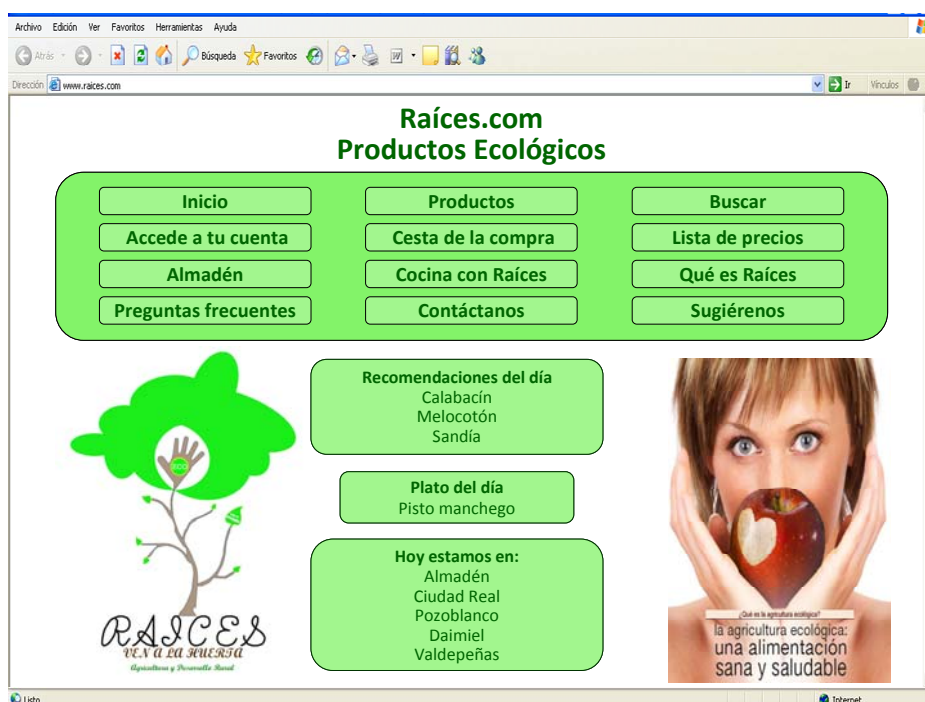 Archivo Edición Ver Favoritos Herramientas Ayuda
Atrás Búsqueda Favoritos
Dirección www.raices.com Ir Vínculos
Raíces.com
Productos Ecológicos
Inicio Productos Buscar
Accede a tu cuenta Cesta de la compra Lista de precios
Almadén Cocina con Raíces Qué es Raíces
Preguntas frecuentes Contáctanos Sugiérenos
Recomendaciones del día
Calabacín
Melocotón
Sandía
Plato del día
Pisto manchego
Hoy estamos en:
Almadén
Ciudad Real
Pozoblanco
Daimiel
Valdepeñas
ECO
RAICES
VEN A LA HUERTA
Agricultura y Desarrollo Rural
¿Qué es la agricultura ecológica?
la agricultura ecológica:
una alimentación
sana y saludable
Listo Internet